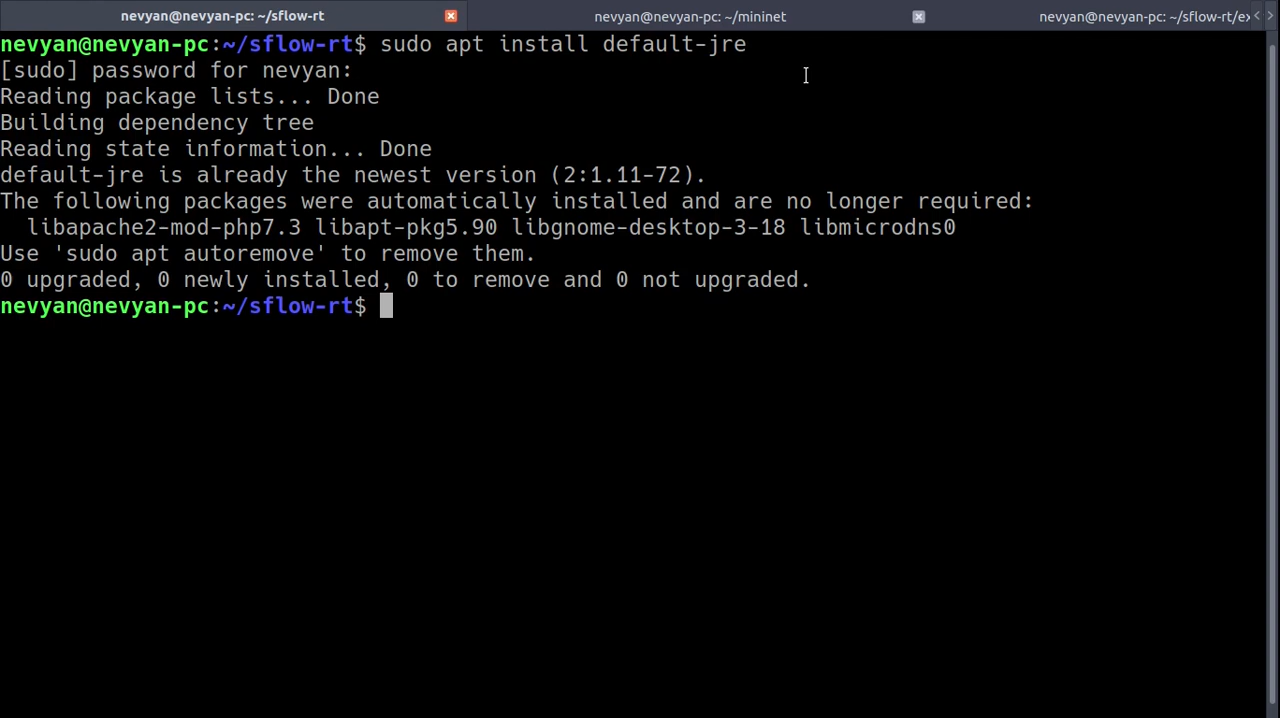 nevyan@nevyan-pc: ~/sflow-rt
nevyan@nevyan-pc: ~/mininet
nevyan@nevyan-pc: ~/sflow-rt/ex
nevyan@nevyan-pc:~/sflow-rt$ sudo apt install default-jre
[sudo] password for nevyan:
Reading package lists... Done
Building dependency tree
Reading state information... Done
default-jre is already the newest version (2:1.11-72).
The following packages were automatically installed and are no longer required:
  libapache2-mod-php7.3 libapt-pkg5.90 libgnome-desktop-3-18 libmicrodns0
Use 'sudo apt autoremove' to remove them.
0 upgraded, 0 newly installed, 0 to remove and 0 not upgraded.
nevyan@nevyan-pc:~/sflow-rt$